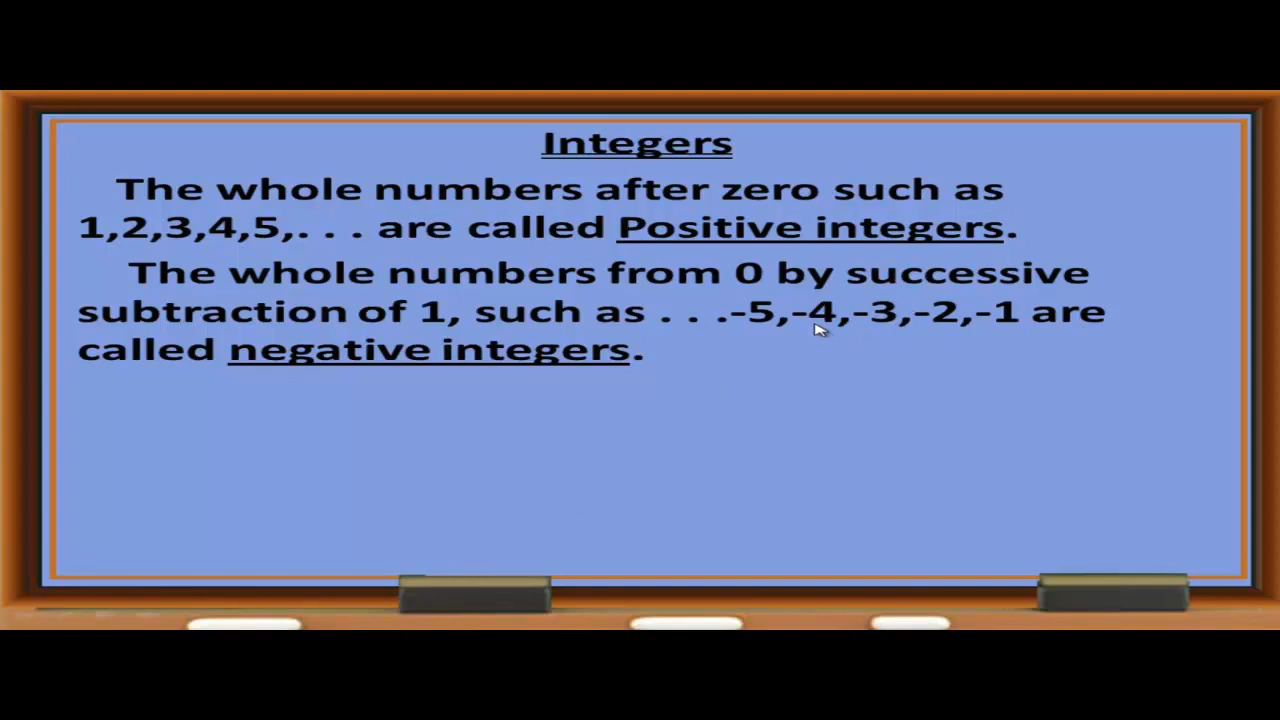 Integers
The whole numbers after zero such as
1,2,3,4,5,. . . are called Positive integers.
The whole numbers from 0 by successive
subtraction of 1, such as . . .-5,-4,-3,-2,-1 are
called negative integers.